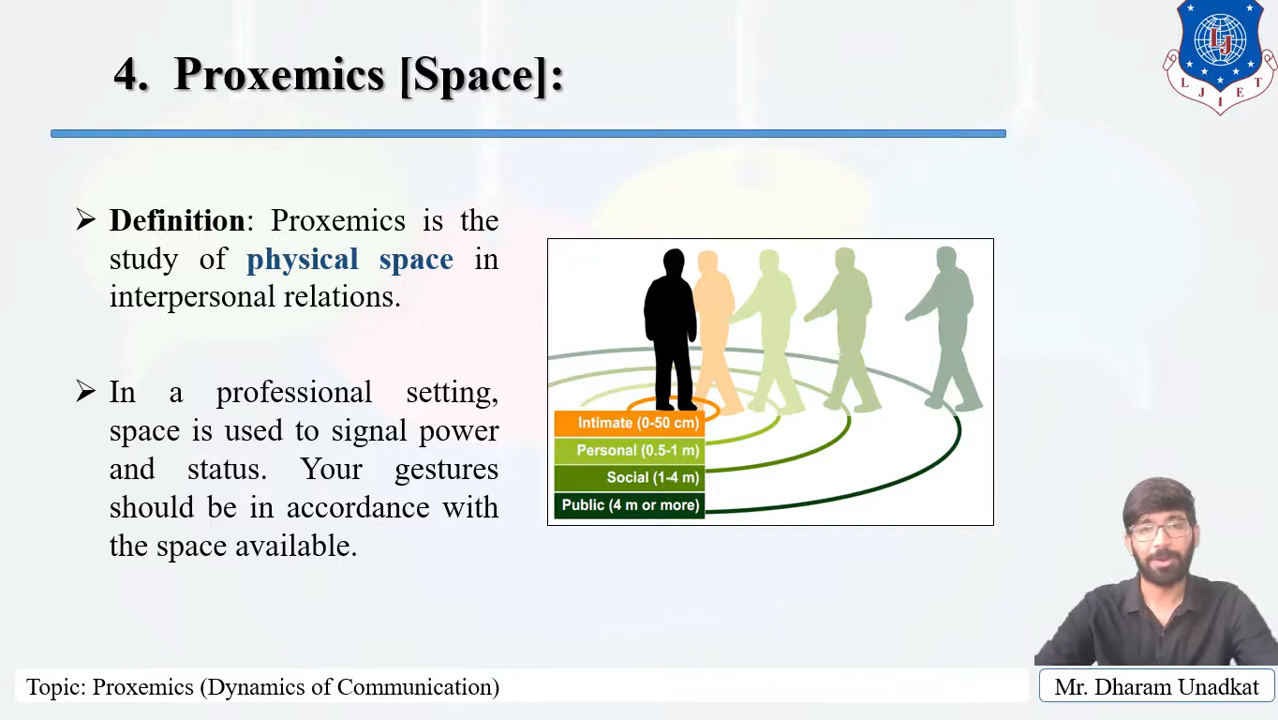 4. Proxemics [Space]:
LJ
L J I E T
➢ Definition: Proxemics is the
study of physical space in
interpersonal relations.
➢ In a professional setting,
space is used to signal power
and status. Your gestures
should be in accordance with
the space available.
Intimate (0-50 cm)
Personal (0.5-1 m)
Social (1-4 m)
Public (4 m or more)
Topic: Proxemics (Dynamics of Communication)
Mr. Dharam Unadkat